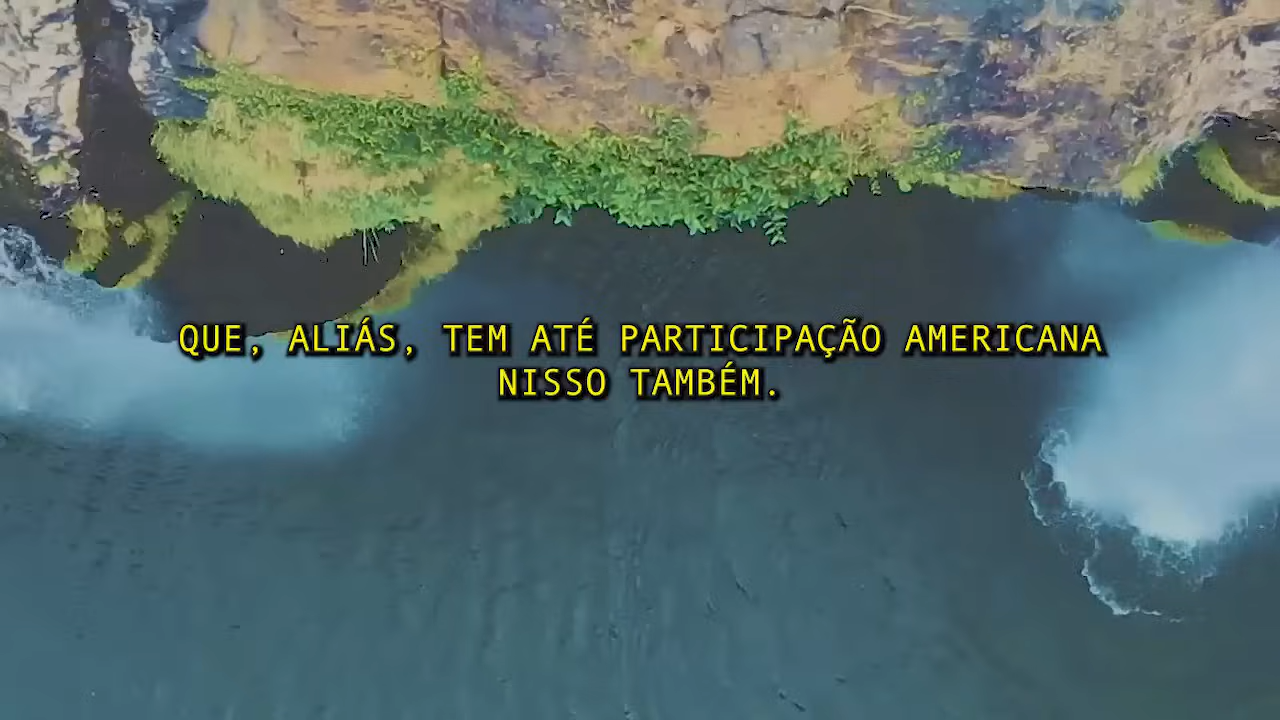 QUE, ALIÁS, TEM ATÉ PARTICIPAÇÃO AMERICANA
NISSO TAMBÉM.